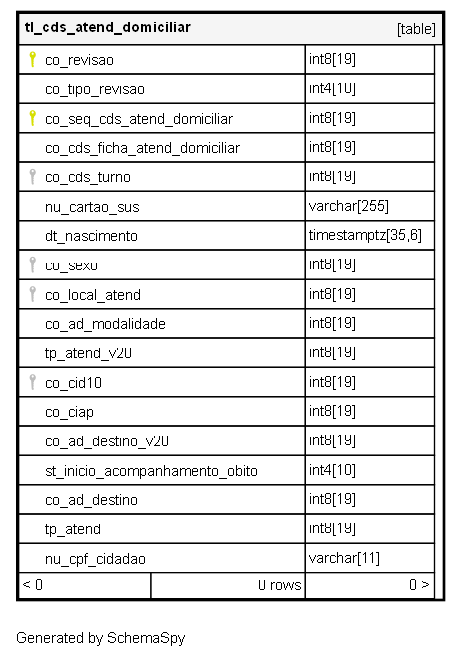 tl_cds_atend_domiciliar [table]
co_revisao int8[19]
co_tipo_revisao int4[10]
co_seq_cds_atend_domiciliar int8[19]
co_cds_ficha_atend_domiciliar int8[19]
co_cds_turno int8[19]
nu_cartao_sus varchar[255]
dt_nascimento timestamptz[35,6]
co_sexo int8[19]
co_local_atend int8[19]
co_ad_modalidade int8[19]
tp_atend_v20 int8[19]
co_cid10 int8[19]
co_ciap int8[19]
co_ad_destino_v20 int8[19]
st_inicio_acompanhamento_obito int4[10]
co_ad_destino int8[19]
tp_atend int8[19]
nu_cpf_cidadao varchar[11]
< 0 0 rows 0 >
Generated by SchemaSpy